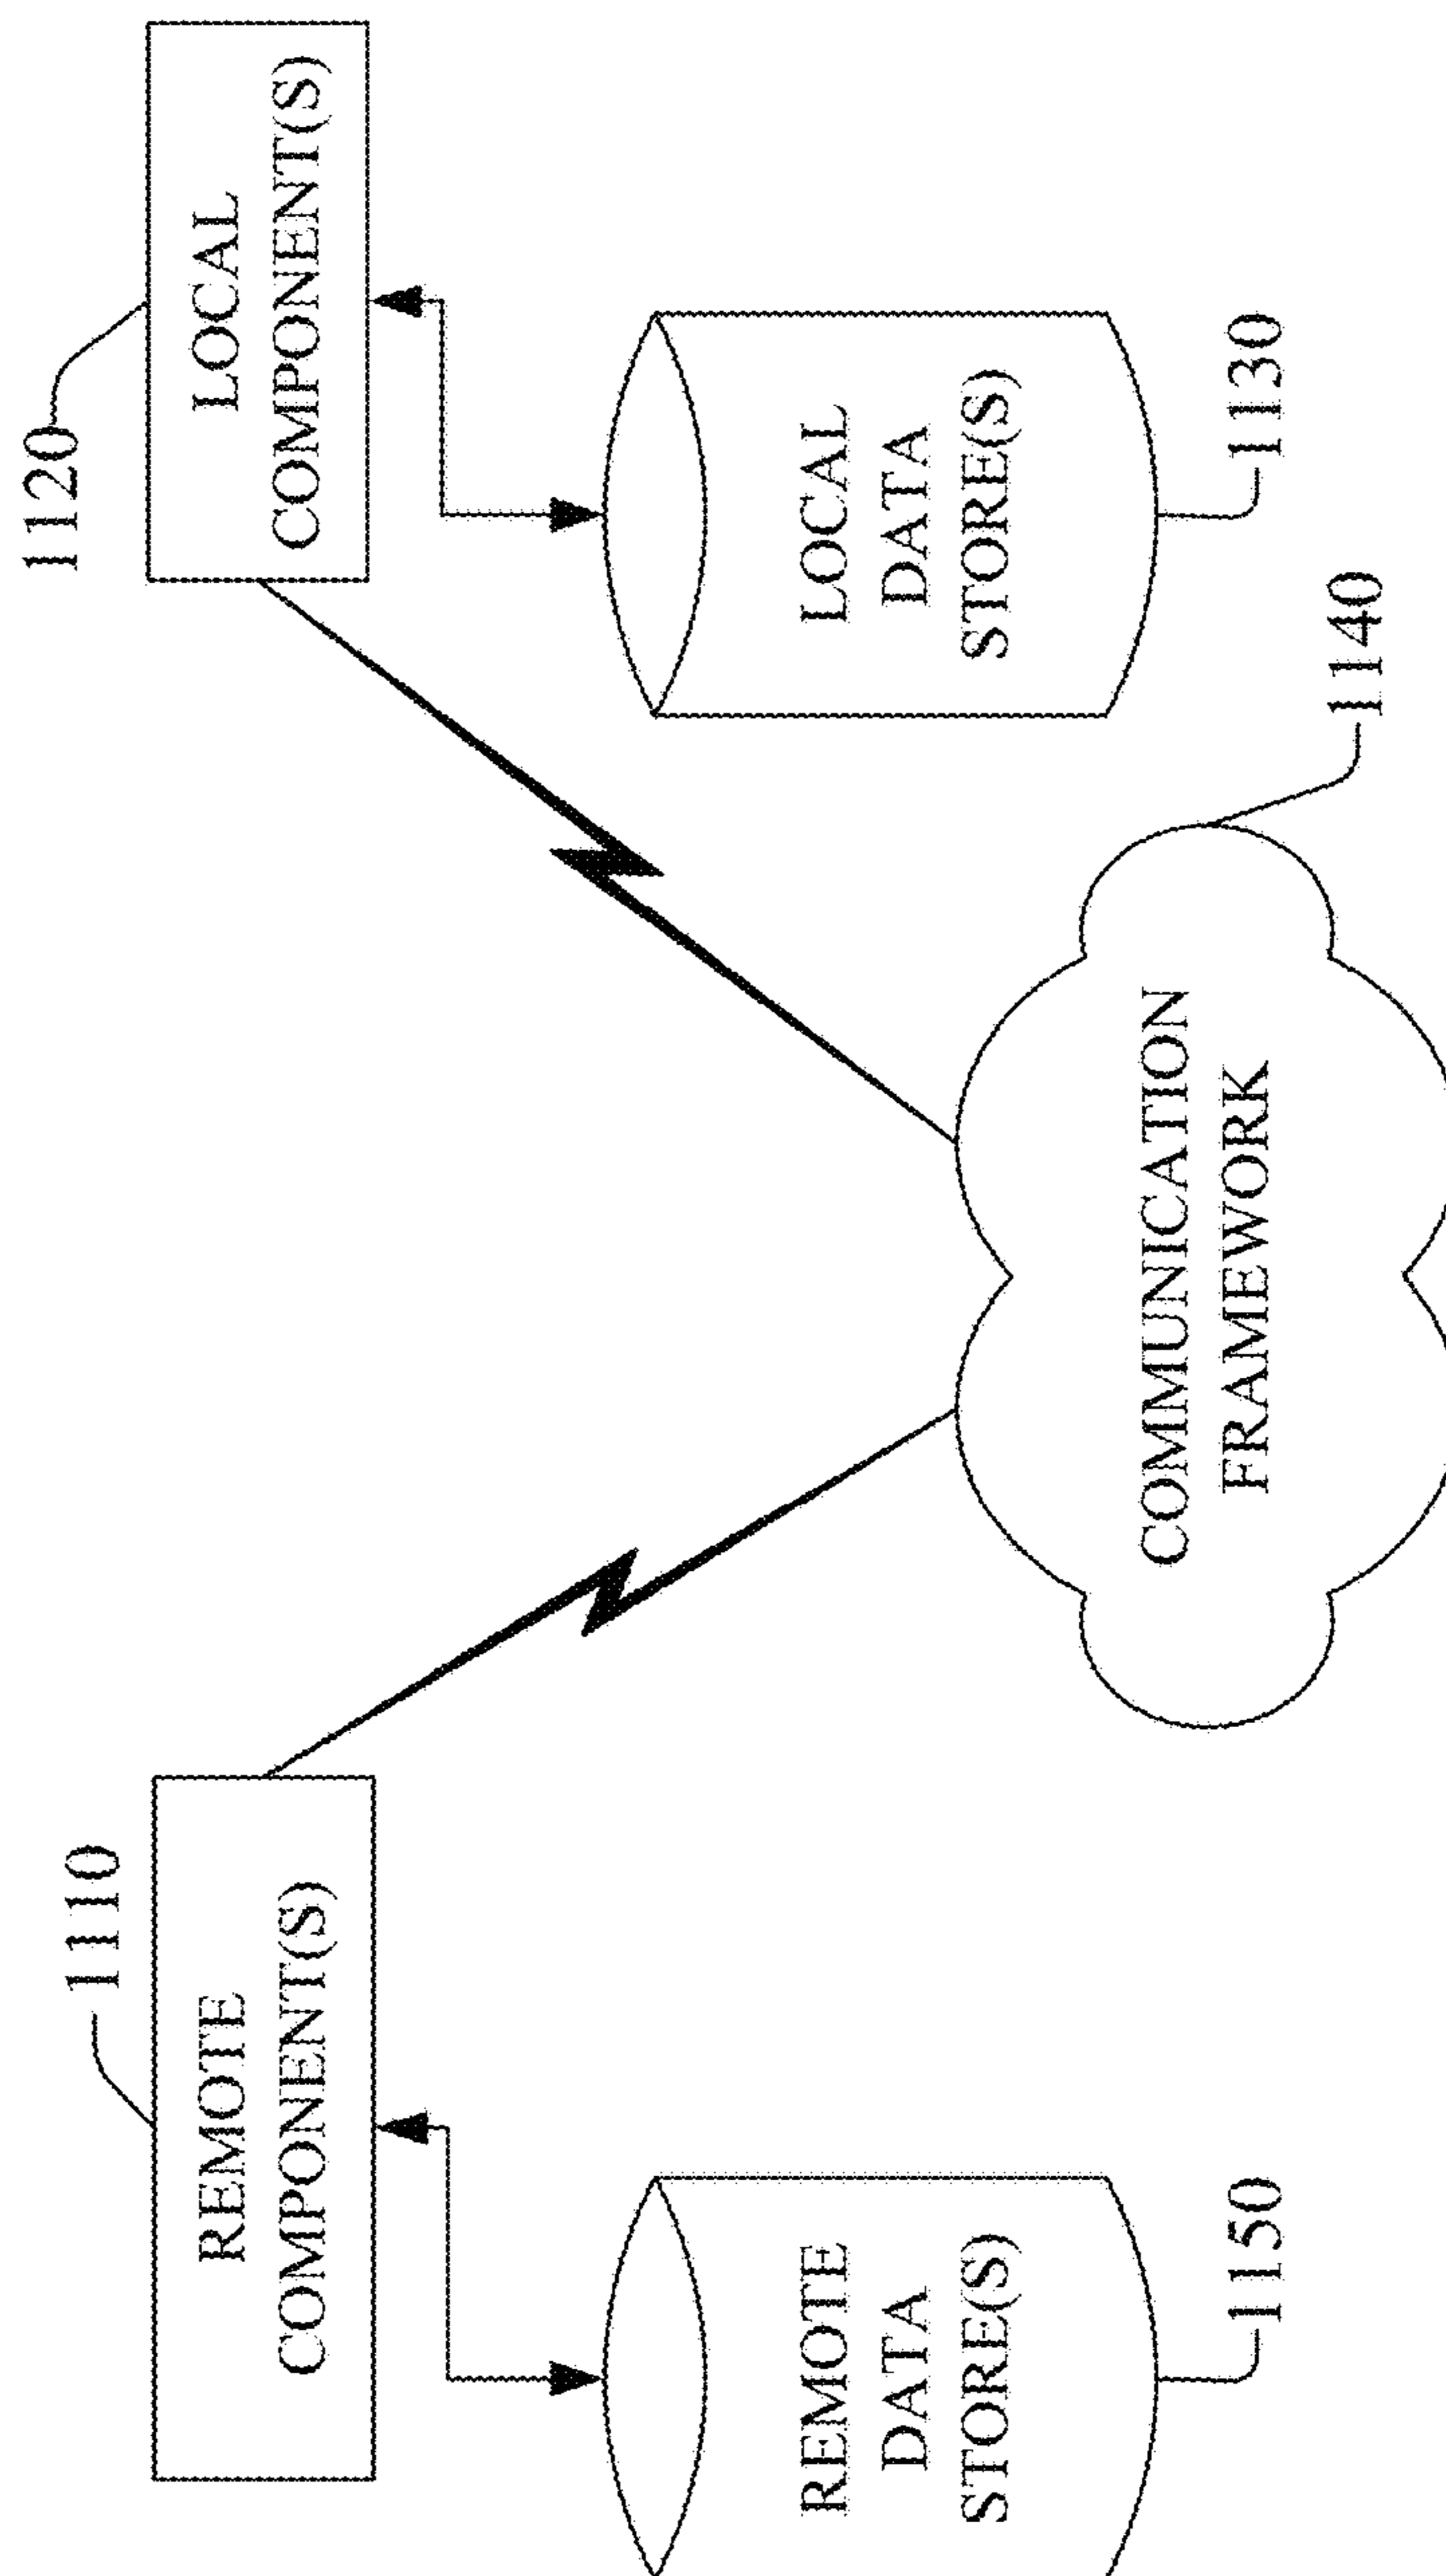 1110
REMOTE
COMPONENT(S)
1120
LOCAL
COMPONENT(S)
REMOTE
DATA
STORE(S)
1150
LOCAL
DATA
STORE(S)
1130
COMMUNICATION
FRAMEWORK
1140